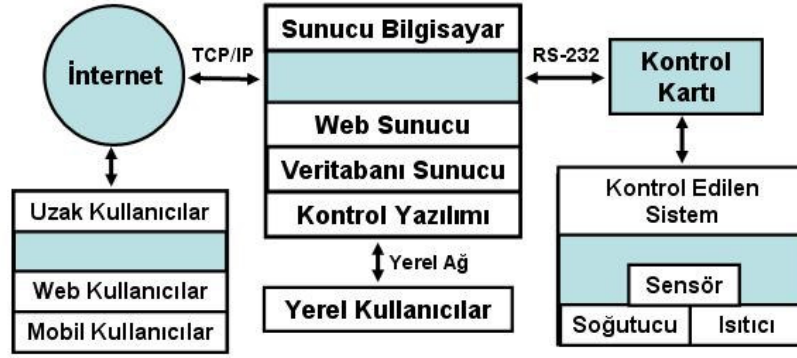 İnternet
TCP/IP
Sunucu Bilgisayar
Web Sunucu
Veritabanı Sunucu
Kontrol Yazılımı
RS-232
Kontrol
Kartı
Uzak Kullanıcılar
Web Kullanıcılar
Mobil Kullanıcılar
Yerel Ağ
Yerel Kullanıcılar
Kontrol Edilen
Sistem
Sensör
Soğutucu
Isıtıcı